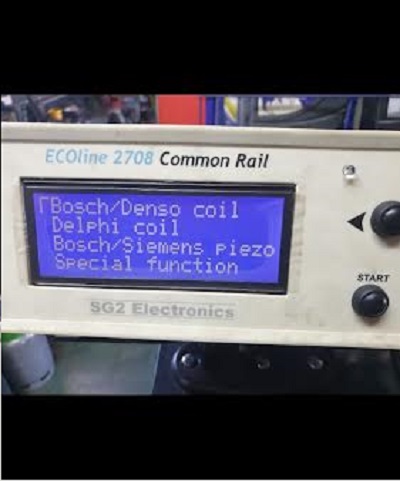 ECOline 2708 Common Rail
Bosch/Denso coil
Delphi coil
Bosch/Siemens piezo
Special function
START
SG2 Electronics